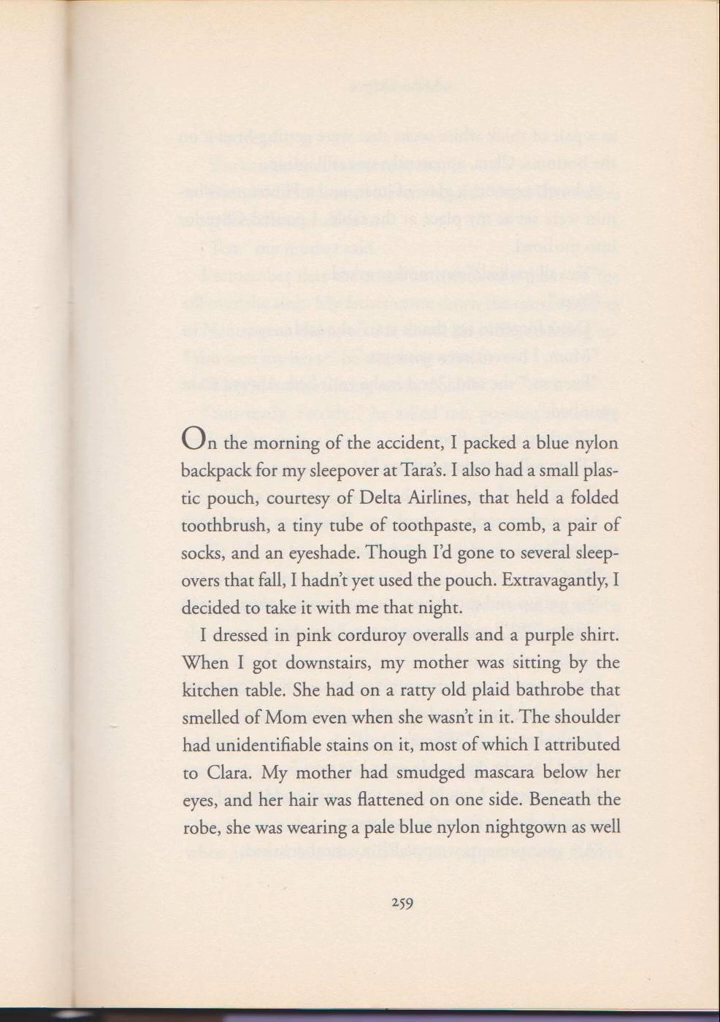 On the morning of the accident, I packed a blue nylon
backpack for my sleepover at Tara's. I also had a small plas-
tic pouch, courtesy of Delta Airlines, that held a folded
toothbrush, a tiny tube of toothpaste, a comb, a pair of
socks, and an eyeshade. Though I'd gone to several sleep-
overs that fall, I hadn't yet used the pouch. Extravagantly, I
decided to take it with me that night.
I dressed in pink corduroy overalls and a purple shirt.
When I got downstairs, my mother was sitting by the
kitchen table. She had on a ratty old plaid bathrobe that
smelled of Mom even when she wasn't in it. The shoulder
had unidentifiable stains on it, most of which I attributed
to Clara. My mother had smudged mascara below her
eyes, and her hair was flattened on one side. Beneath the
robe, she was wearing a pale blue nylon nightgown as well
259